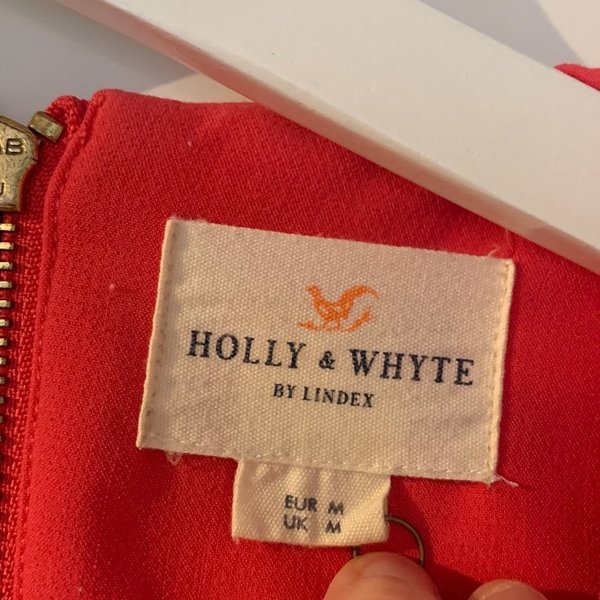 HOLLY & WHYTE
BY LINDEX
EUR M
UK M